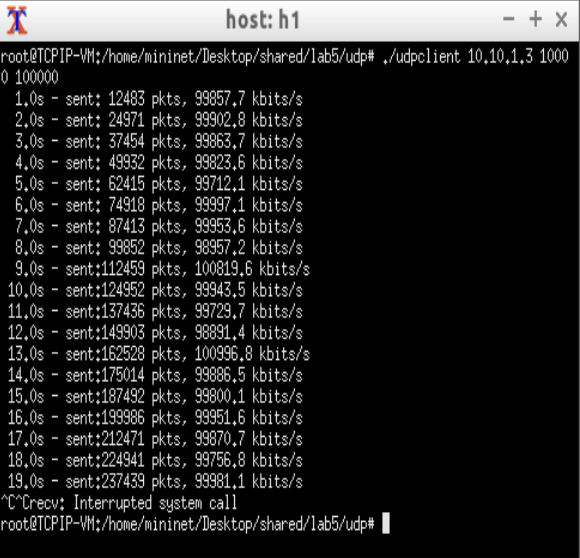 host: h1
root@TCPIP-VM:/home/mininet/Desktop/shared/lab5/udp# ./udpclient 10.10.1.3 1000
0 100000
1.0s - sent: 12483 pkts, 99857.7 kbits/s
2.0s - sent: 24971 pkts, 99902.8 kbits/s
3.0s - sent: 37454 pkts, 99863.7 kbits/s
4.0s - sent: 49932 pkts, 99823.6 kbits/s
5.0s - sent: 62415 pkts, 99712.1 kbits/s
6.0s - sent: 74918 pkts, 99997.1 kbits/s
7.0s - sent: 87413 pkts, 99953.6 kbits/s
8.0s - sent: 99852 pkts, 98957.2 kbits/s
9.0s - sent:112459 pkts, 100819.6 kbits/s
10.0s - sent:124952 pkts, 99943.5 kbits/s
11.0s - sent:137436 pkts, 99729.7 kbits/s
12.0s - sent:149903 pkts, 98891.4 kbits/s
13.0s - sent:162528 pkts, 100996.8 kbits/s
14.0s - sent:175014 pkts, 99886.5 kbits/s
15.0s - sent:187492 pkts, 99800.1 kbits/s
16.0s - sent:199986 pkts, 99951.6 kbits/s
17.0s - sent:212471 pkts, 99870.7 kbits/s
18.0s - sent:224941 pkts, 99756.8 kbits/s
19.0s - sent:237439 pkts, 99981.1 kbits/s
^C^Crecv: Interrupted system call
root@TCPIP-VM:/home/mininet/Desktop/shared/lab5/udp#